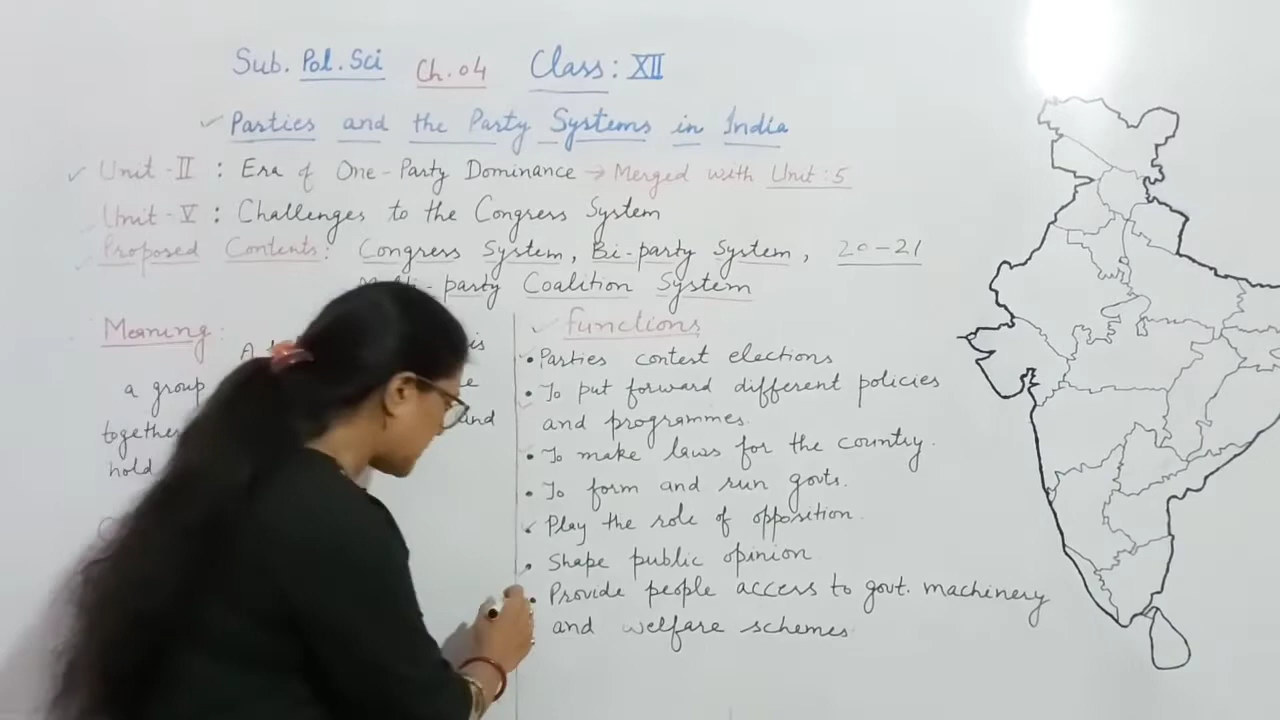 Sub. Pol. Sci Ch. 04 Class: XII
Parties and the Party Systems in India
Unit-II : Era of One-Party Dominance → Merged with Unit: 5
Unit-V : Challenges to the Congress System
Proposed Contents: Congress System, Bi-party System, 20-21
party Coalition System
Meaning:
is
a group
together and
hold
Functions
• Parties contest elections
• To put forward different policies
and programmes.
• To make laws for the country.
• To form and run govts.
Play the role of opposition.
• Shape public opinion
• Provide people access to govt. machinery
and welfare schemes